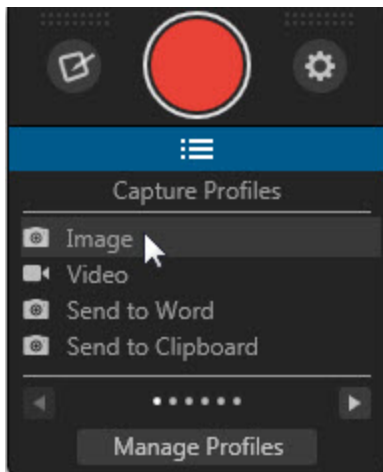 Capture Profiles
Image
Video
Send to Word
Send to Clipboard
Manage Profiles